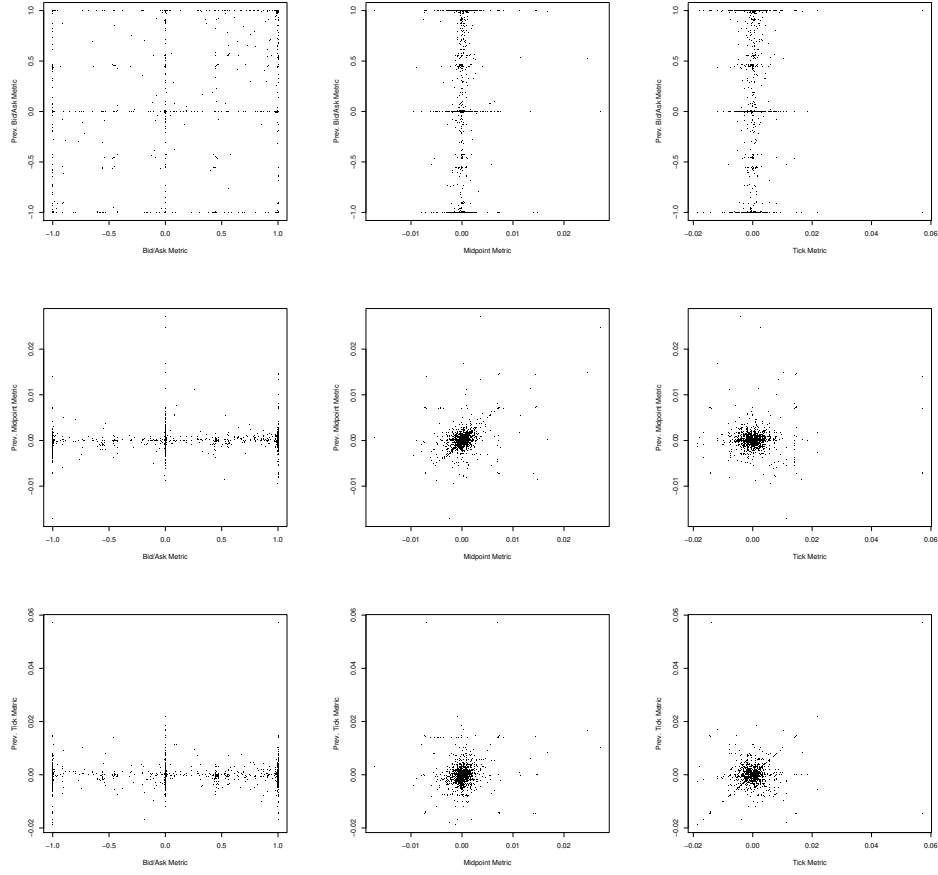 Prev. Bid/Ask Metric
1.0
0.5
0.0
−0.5
−1.0
−1.0 −0.5 0.0 0.5 1.0
Bid/Ask Metric
Prev. Bid/Ask Metric
1.0
0.5
0.0
−0.5
−1.0
−0.01 0.00 0.01 0.02
Midpoint Metric
Prev. Bid/Ask Metric
1.0
0.5
0.0
−0.5
−1.0
−0.02 0.00 0.02 0.04 0.06
Tick Metric
Prev. Midpoint Metric
0.02
0.01
0.00
−0.01
−1.0 −0.5 0.0 0.5 1.0
Bid/Ask Metric
Prev. Midpoint Metric
0.02
0.01
0.00
−0.01
−0.01 0.00 0.01 0.02
Midpoint Metric
Prev. Midpoint Metric
0.02
0.01
0.00
−0.01
−0.02 0.00 0.02 0.04 0.06
Tick Metric
Prev. Tick Metric
0.06
0.04
0.02
0.00
−0.02
−1.0 −0.5 0.0 0.5 1.0
Bid/Ask Metric
Prev. Tick Metric
0.06
0.04
0.02
0.00
−0.02
−0.01 0.00 0.01 0.02
Midpoint Metric
Prev. Tick Metric
0.06
0.04
0.02
0.00
−0.02
−0.02 0.00 0.02 0.04 0.06
Tick Metric